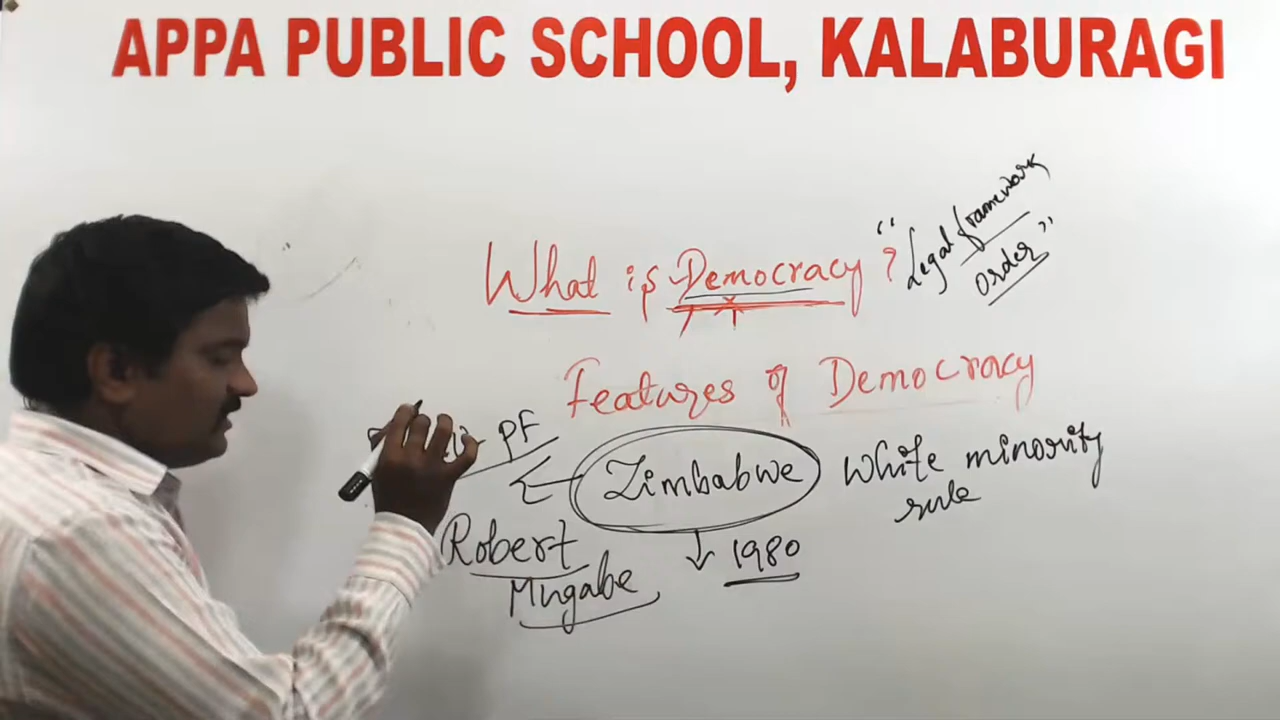 APPA PUBLIC SCHOOL, KALABURAGI
What is Democracy ?
"Legal framework
order"
Features of Democracy
PF
Zimbabwe
White minority
rule
Robert
Mugabe
1980